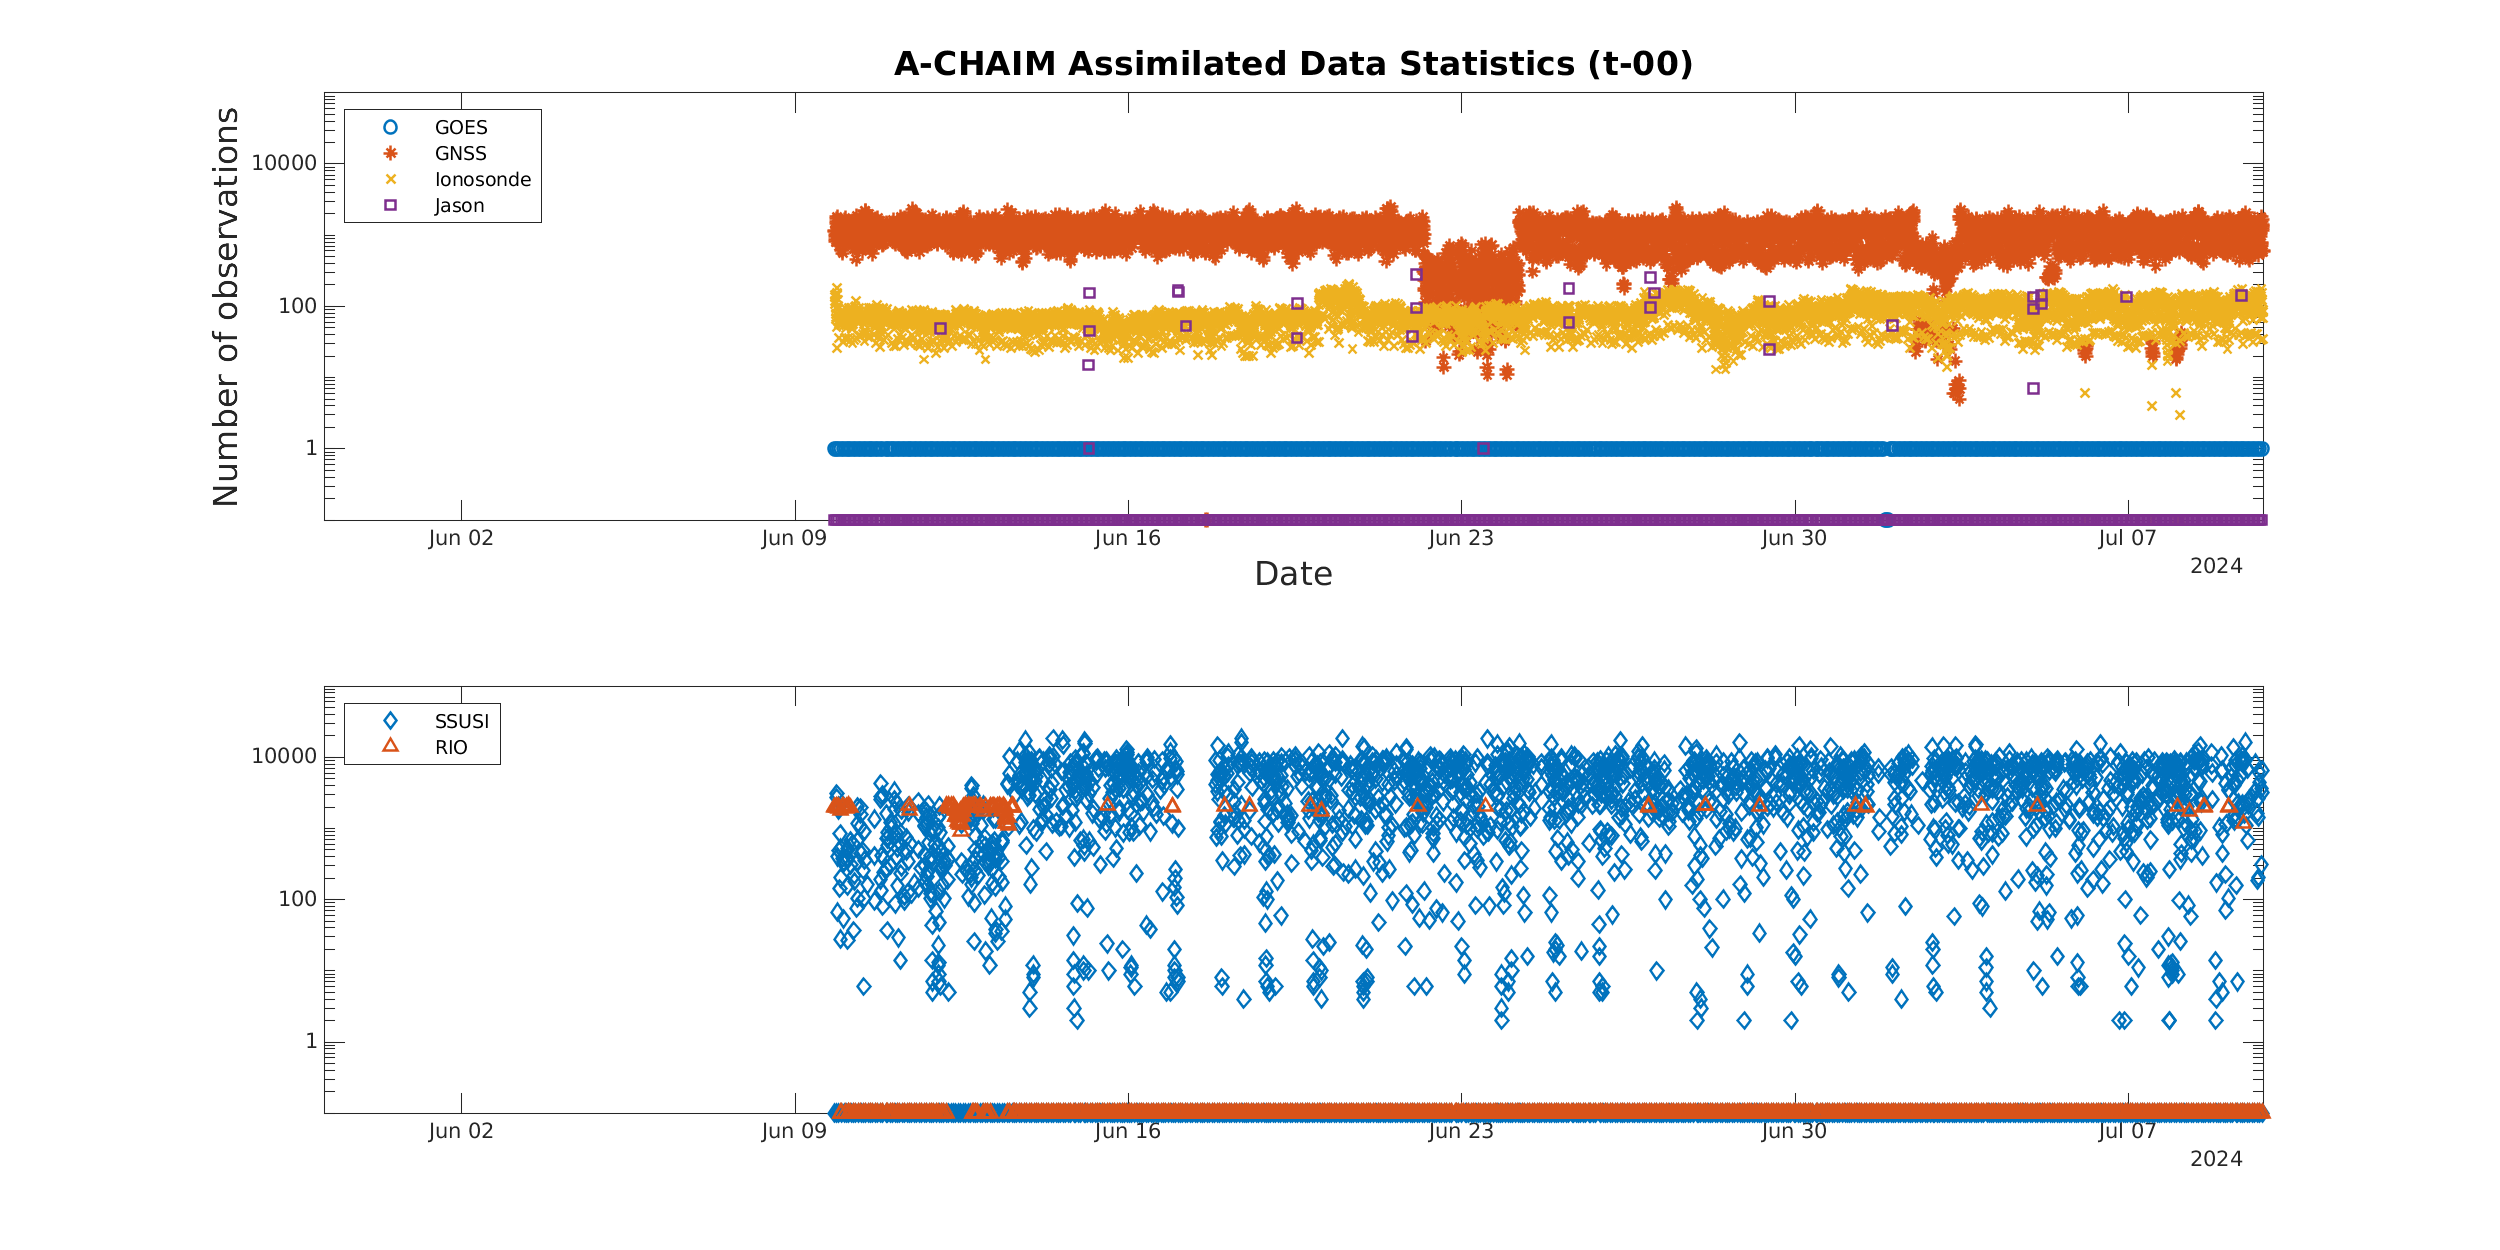 A-CHAIM Assimilated Data Statistics (t-00)
Number of observations
10000
100
1
GOES
GNSS
Ionosonde
Jason
Jun 02
Jun 09
Jun 16
Jun 23
Jun 30
Jul 07
2024
Date
10000
100
1
SSUSI
RIO
Jun 02
Jun 09
Jun 16
Jun 23
Jun 30
Jul 07
2024